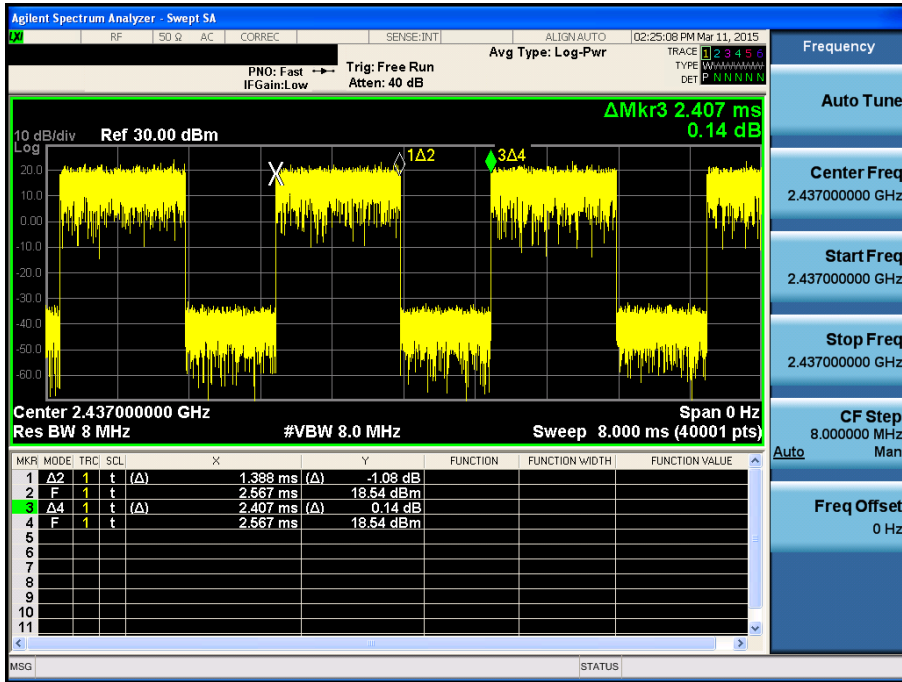 Agilent Spectrum Analyzer - Swept SA
LXI RF 50 Ω AC CORREC SENSE:INT ALIGN AUTO 02:25:08 PM Mar 11, 2015
Frequency
Avg Type: Log-Pwr
TRACE 1 2 3 4 5 6
PNO: Fast Trig: Free Run
TYPE WWWWWW
IFGain:Low Atten: 40 dB
DET P N N N N N
Auto Tune
ΔMkr3 2.407 ms
10 dB/div Ref 30.00 dBm 0.14 dB
Log
1Δ2 3Δ4
20.0
X
10.0
0.00
-10.0
-20.0
-30.0
-40.0
-50.0
-60.0
Center Freq
2.437000000 GHz
Start Freq
2.437000000 GHz
Stop Freq
2.437000000 GHz
Center 2.437000000 GHz Span 0 Hz
Res BW 8 MHz #VBW 8.0 MHz Sweep 8.000 ms (40001 pts)
CF Step
8.000000 MHz
Auto Man
MKR MODE TRC SCL X Y FUNCTION FUNCTION WIDTH FUNCTION VALUE
1 Δ2 1 t (Δ) 1.388 ms (Δ) -1.08 dB
2 F 1 t 2.567 ms 18.54 dBm
3 Δ4 1 t (Δ) 2.407 ms (Δ) 0.14 dB
4 F 1 t 2.567 ms 18.54 dBm
5
6
7
8
9
10
11
Freq Offset
0 Hz
MSG STATUS